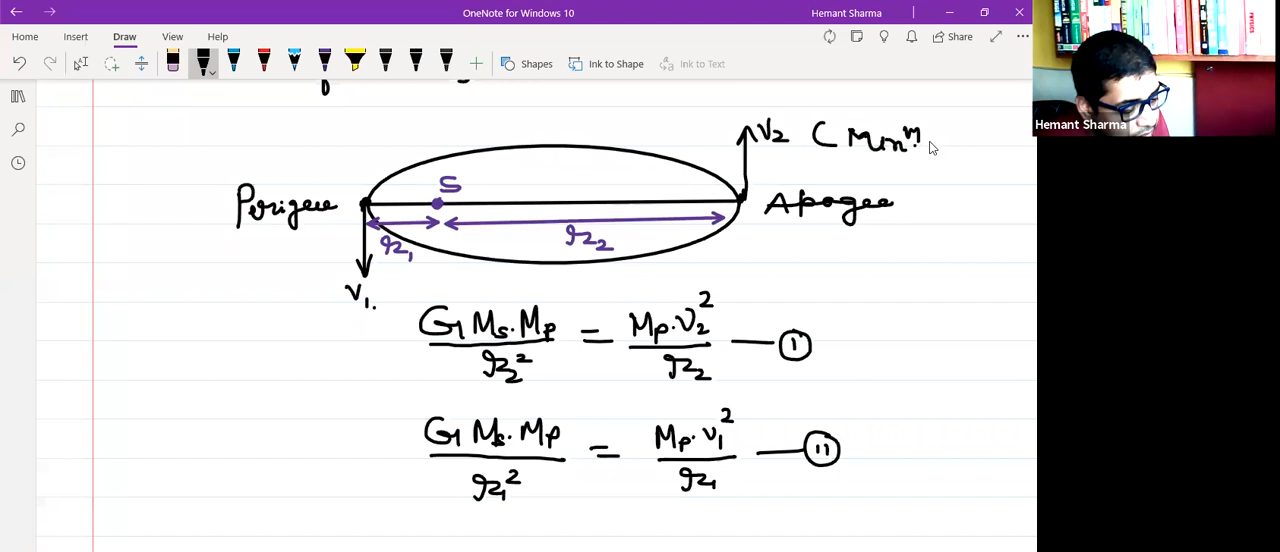 OneNote for Windows 10
Hemant Sharma
Home Insert Draw View Help
Share
Shapes Ink to Shape Ink to Text
Hemant Sharma
V2 ( Minm.
S
Perigee
Apogee
r1
r2
V1.
G Ms.Mp / r2² = Mp.V2² / r2 — (I)
G Ms.Mp / r1² = Mp.V1² / r1 — (II)